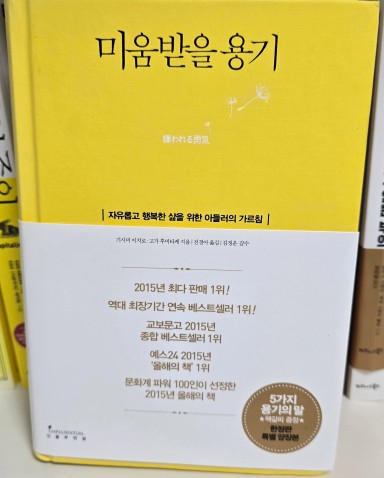 미움받을 용기
嫌われる勇気
자유롭고 행복한 삶을 위한 아들러의 가르침
기시미 이치로·고가 후미타케 지음 | 전경아 옮김 | 김정운 감수
2015년 최다 판매 1위!
역대 최장기간 연속 베스트셀러 1위!
교보문고 2015년
종합 베스트셀러 1위
예스24 2015년
'올해의 책' 1위
문화계 파워 100인이 선정한
2015년 올해의 책
5가지
용기의 말
★책갈피 증정★
한정판
특별 양장본
인플루엔셜